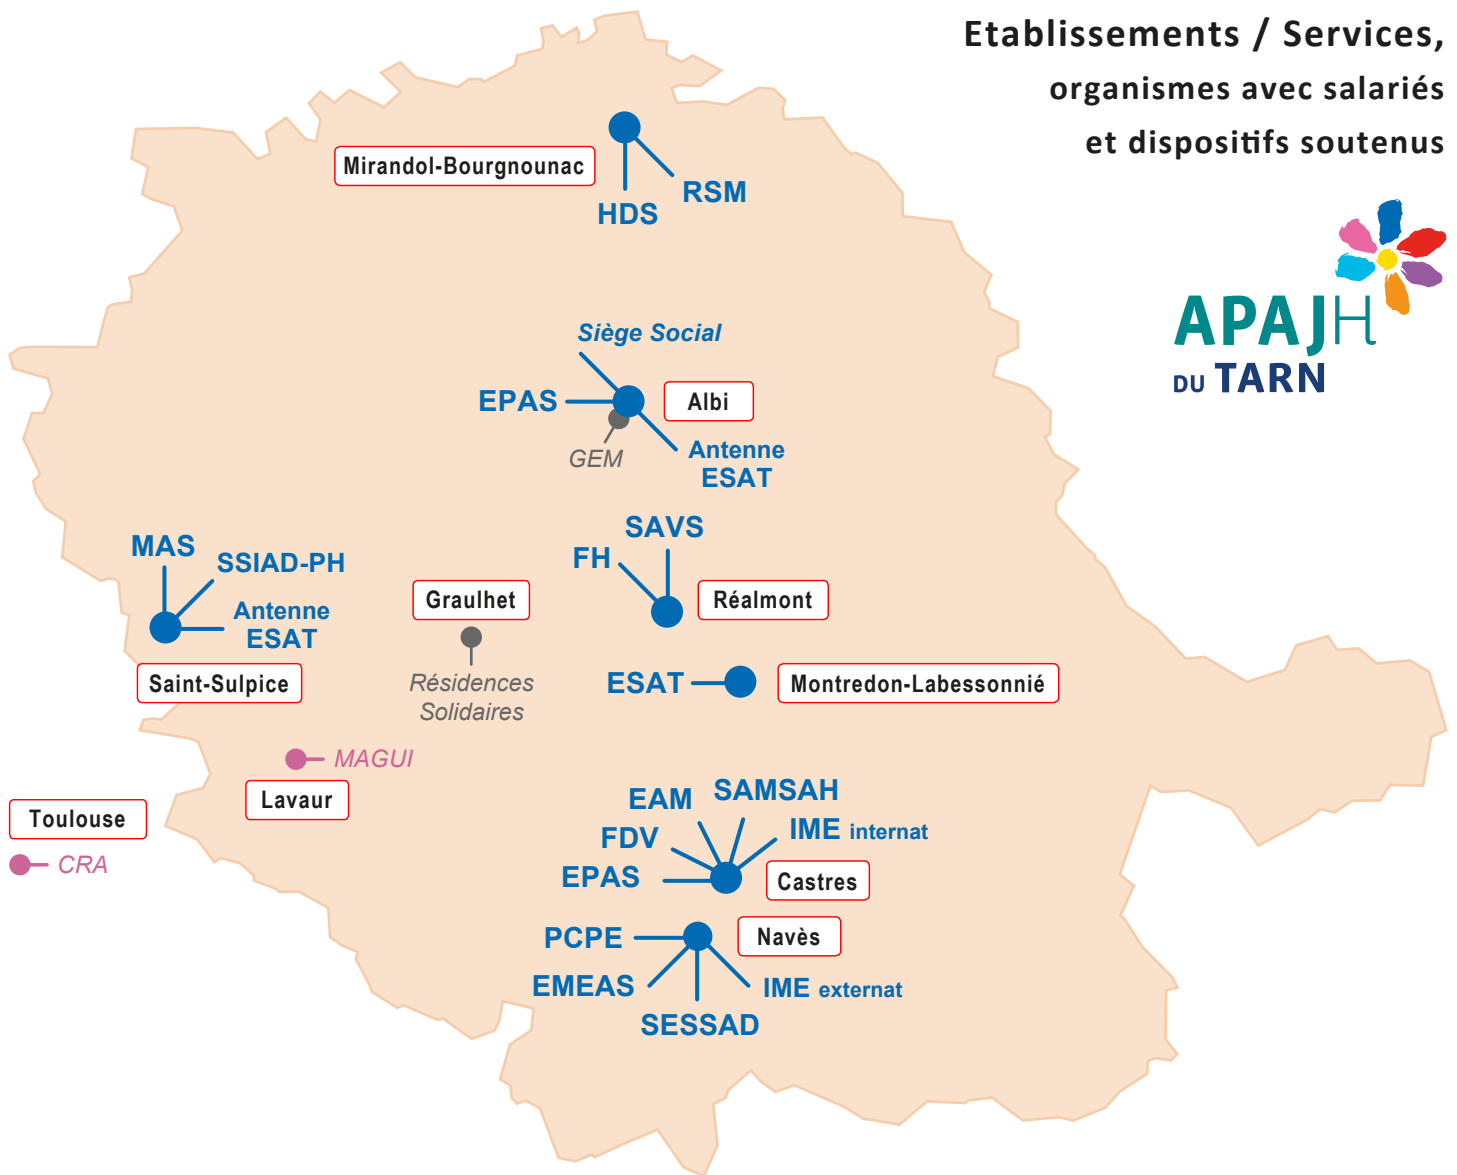 Etablissements / Services,
organismes avec salariés
et dispositifs soutenus
APAJH
DU TARN
Mirandol-Bourgnounac
RSM
HDS
Siège Social
EPAS
Albi
GEM
Antenne
ESAT
SAVS
FH
Réalmont
MAS
SSIAD-PH
Antenne
ESAT
Saint-Sulpice
Graulhet
Résidences
Solidaires
ESAT
Montredon-Labessonnié
MAGUI
Lavaur
Toulouse
CRA
SAMSAH
EAM
IME internat
FDV
EPAS
Castres
Navès
PCPE
EMEAS
IME externat
SESSAD